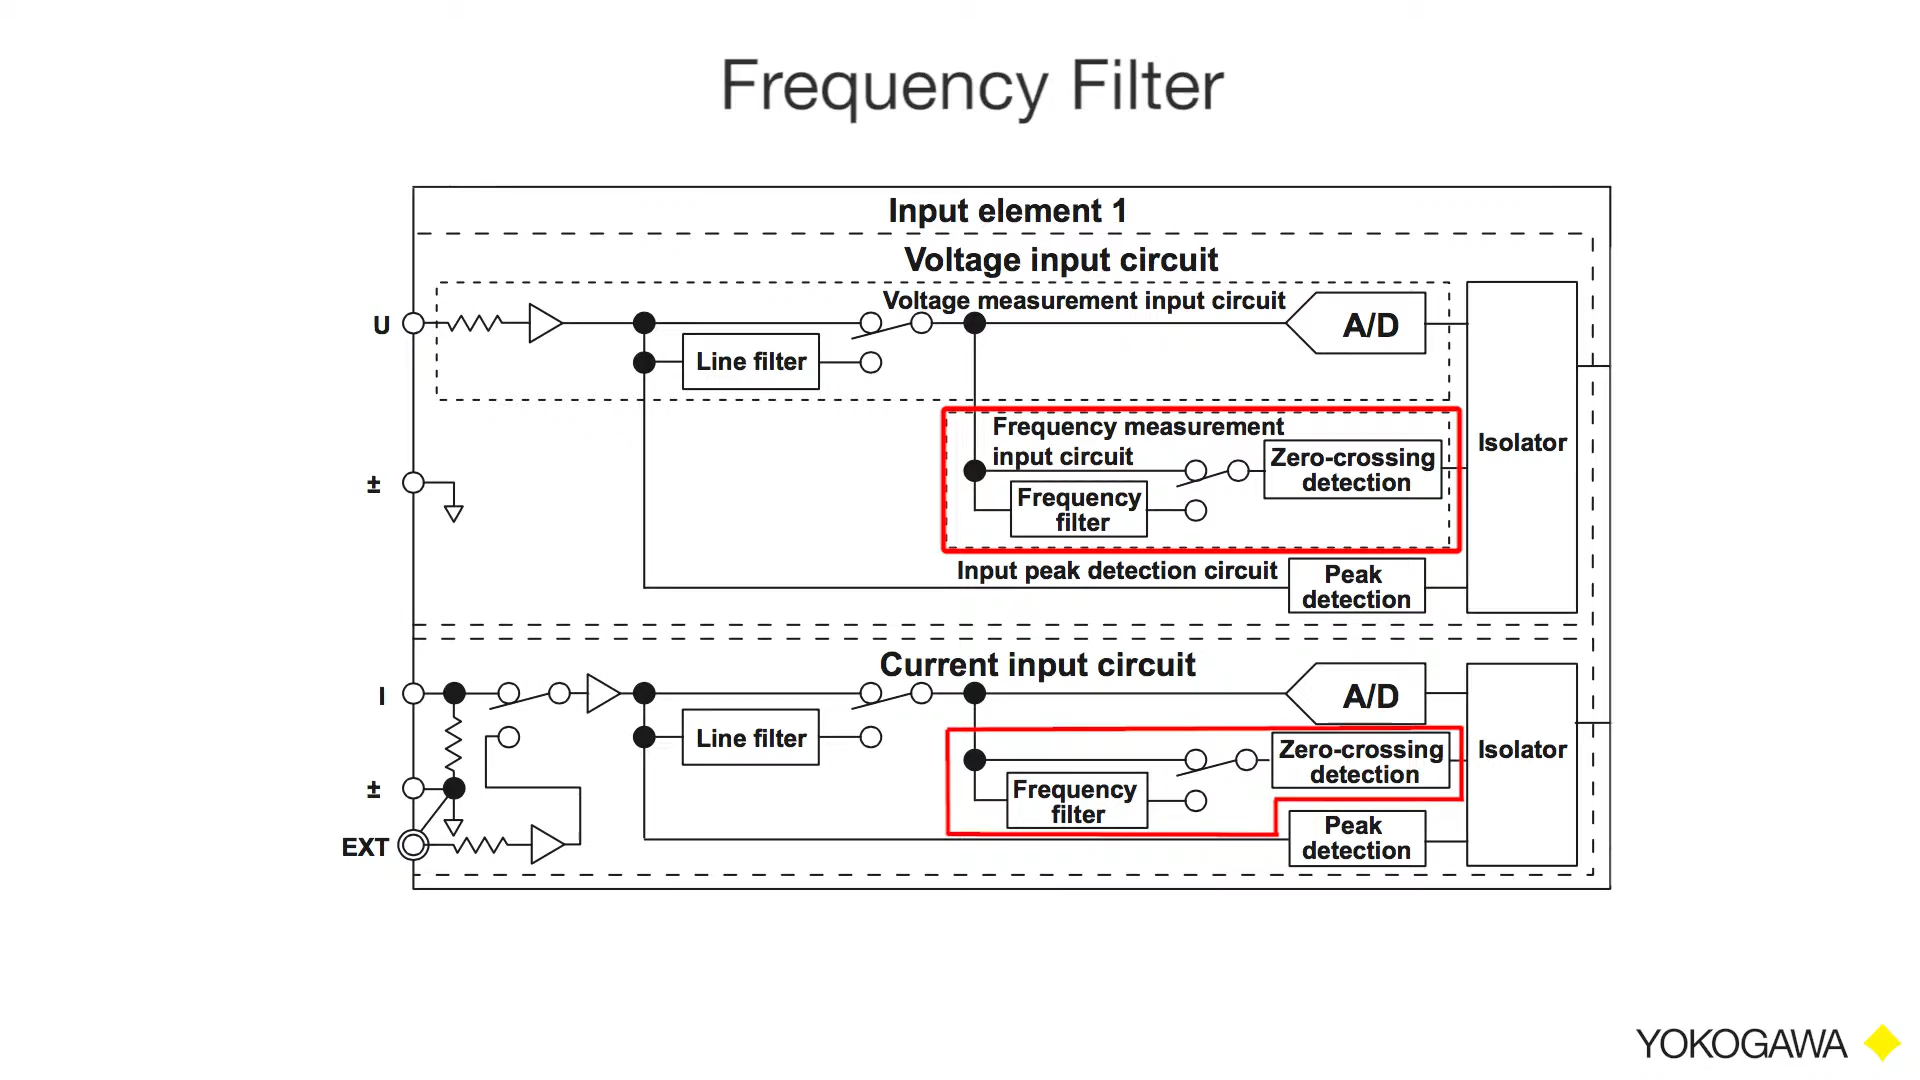 Frequency Filter
Input element 1
Voltage input circuit
Voltage measurement input circuit
U
A/D
Line filter
Isolator
Frequency measurement
input circuit
Zero-crossing
detection
±
Frequency
filter
Input peak detection circuit
Peak
detection
Current input circuit
I
A/D
Line filter
Zero-crossing
detection
Isolator
±
Frequency
filter
EXT
Peak
detection
YOKOGAWA